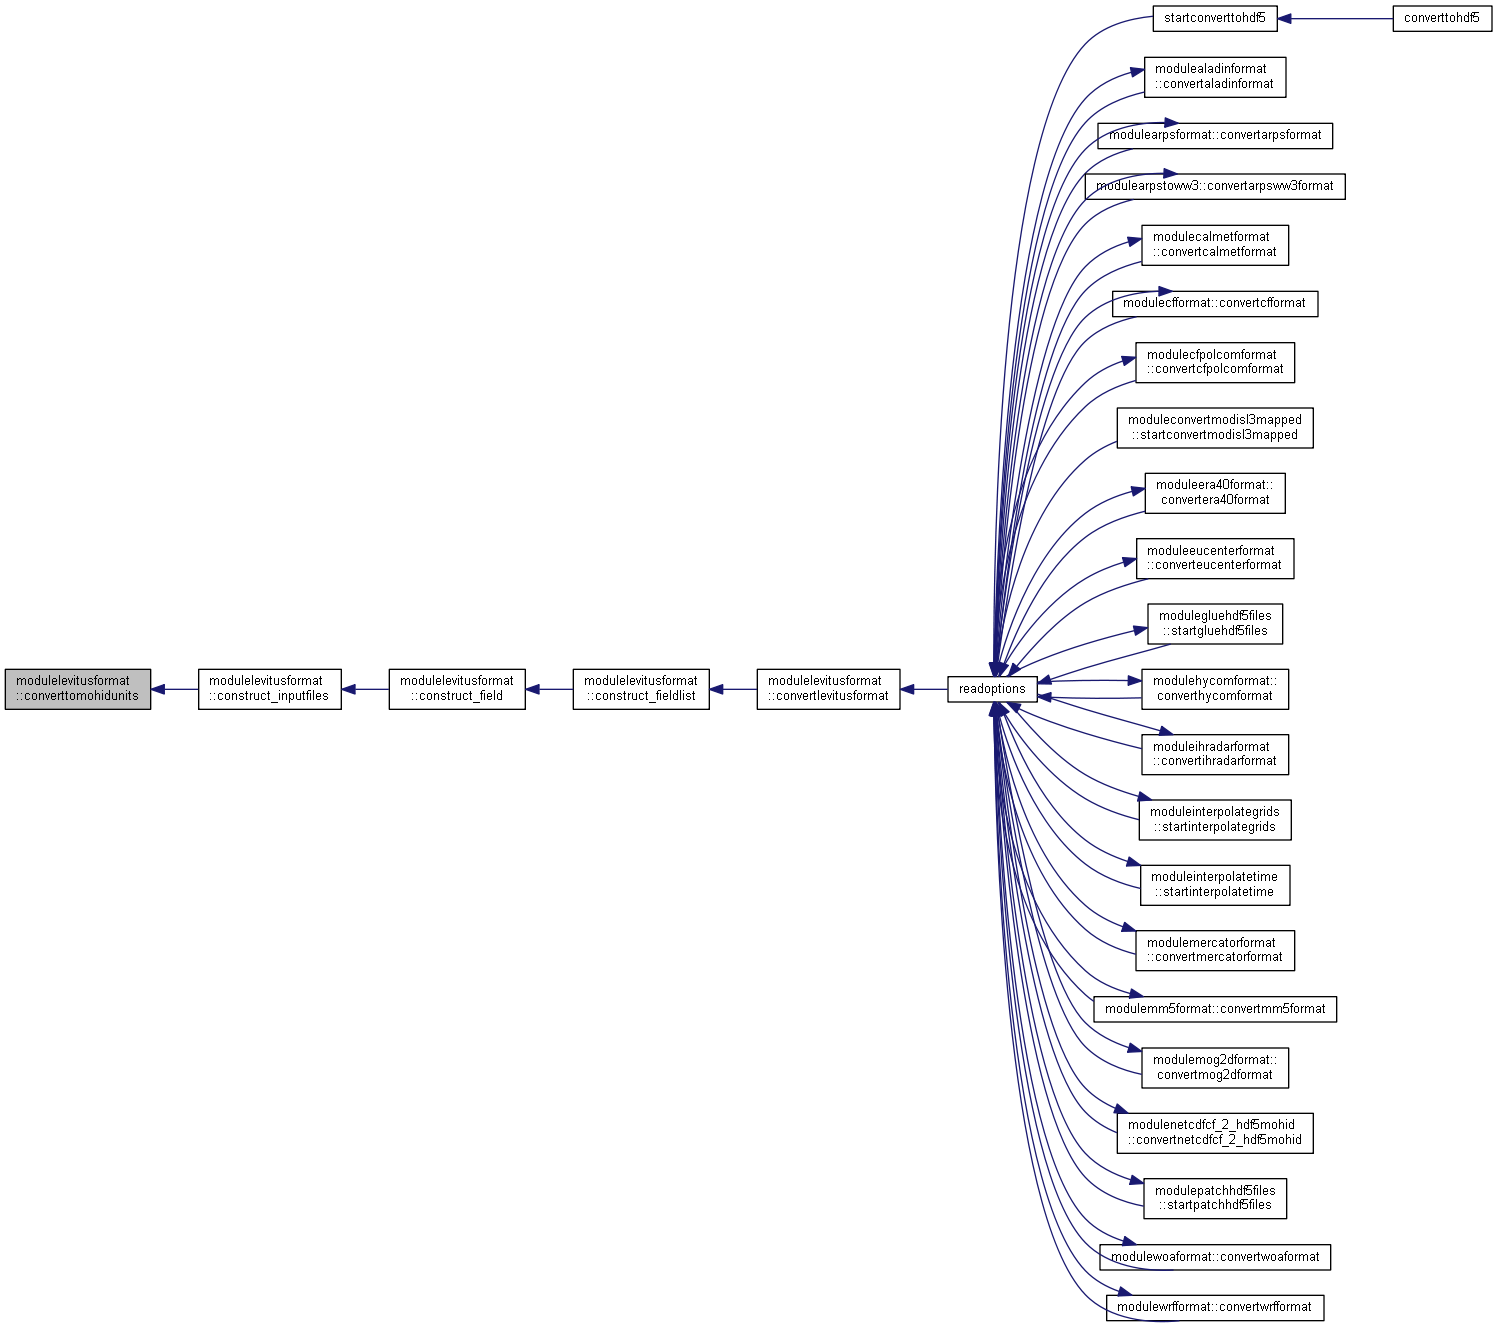 startconverttohdf5
converttohdf5
modulealadinformat
::convertaladinformat
modulearpsformat::convertarpsformat
modulearpstoww3::convertarpsww3format
modulecalmetformat
::convertcalmetformat
modulecfformat::convertcfformat
modulecfpolcomformat
::convertcfpolcomformat
moduleconvertmodisl3mapped
::startconvertmodisl3mapped
moduleera40format::
convertera40format
moduleeucenterformat
::converteucenterformat
modulegluehdf5files
::startgluehdf5files
modulelevitusformat
::converttomohidunits
modulelevitusformat
::construct_inputfiles
modulelevitusformat
::construct_field
modulelevitusformat
::construct_fieldlist
modulelevitusformat
::convertlevitusformat
readoptions
modulehycomformat::
converthycomformat
moduleihradarformat
::convertihradarformat
moduleinterpolategrids
::startinterpolategrids
moduleinterpolatetime
::startinterpolatetime
modulemercatorformat
::convertmercatorformat
modulemm5format::convertmm5format
modulemog2dformat::
convertmog2dformat
modulenetcdfcf_2_hdf5mohid
::convertnetcdfcf_2_hdf5mohid
modulepatchhdf5files
::startpatchhdf5files
modulewoaformat::convertwoaformat
modulewrfformat::convertwrfformat